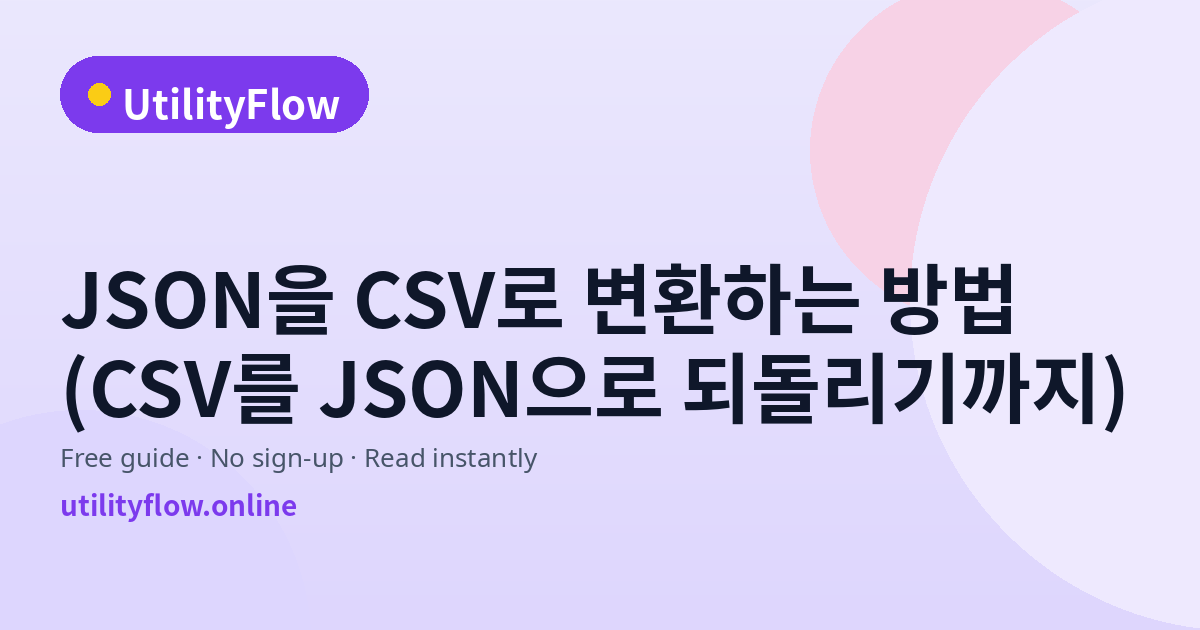 UtilityFlow
JSON을 CSV로 변환하는 방법
(CSV를 JSON으로 되돌리기까지)
Free guide · No sign-up · Read instantly
utilityflow.online